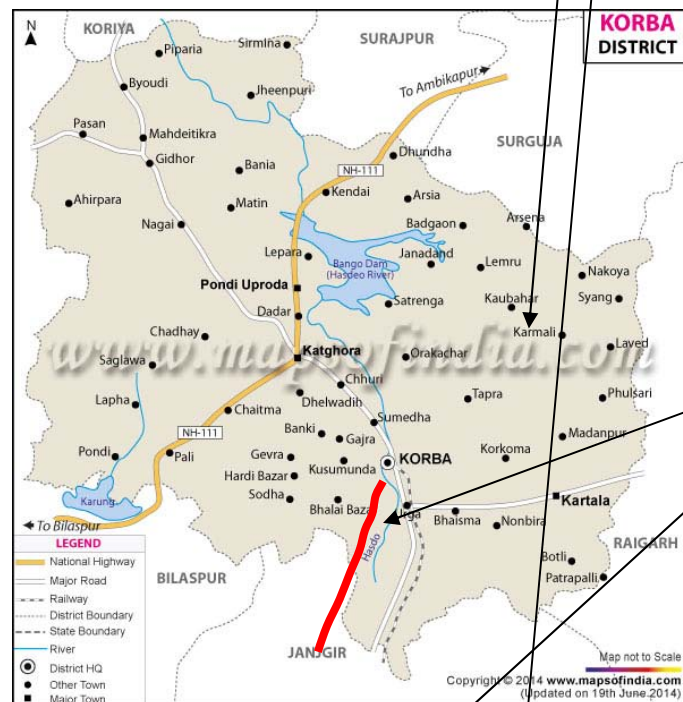 KORBA
DISTRICT
N
KORIYA
SURAJPUR
SURGUJA
Sirmina
Piparia
Byoudi
Jheenpuri
To Ambikapur
Pasan
Mahdeitikra
Gidhor
Bania
NH-111
Dhundha
Kendai
Arsia
Ahirpara
Matin
Nagai
Badgaon
Arsena
Lepara
Bango Dam
(Hasdeo River)
Janadand
Lemru
Nakoya
Pondi Uproda
Satrenga
Kaubahar
Syang
Dadar
Chadhay
Karmali
Laved
www.mapsofindia.com
Katghora
Orakachar
Saglawa
Chhuri
Lapha
Chaitma
Dhelwadih
Tapra
Phulsari
Sumedha
NH-111
Banki
Gajra
Madanpur
Pondi
Pali
Gevra
Kusumunda
KORBA
Korkoma
Hardi Bazar
Karung
Sodha
Bhalai Baza
Urga
Bhaisma
Nonbira
Kartala
To Bilaspur
Hasdo
RAIGARH
BILASPUR
Botli
Patrapalli
JANJGIR
LEGEND
National Highway
Major Road
Railway
District Boundary
State Boundary
River
District HQ
Other Town
Major Town
Map not to Scale
Copyright © 2014 www.mapsofindia.com
(Updated on 19th June 2014)